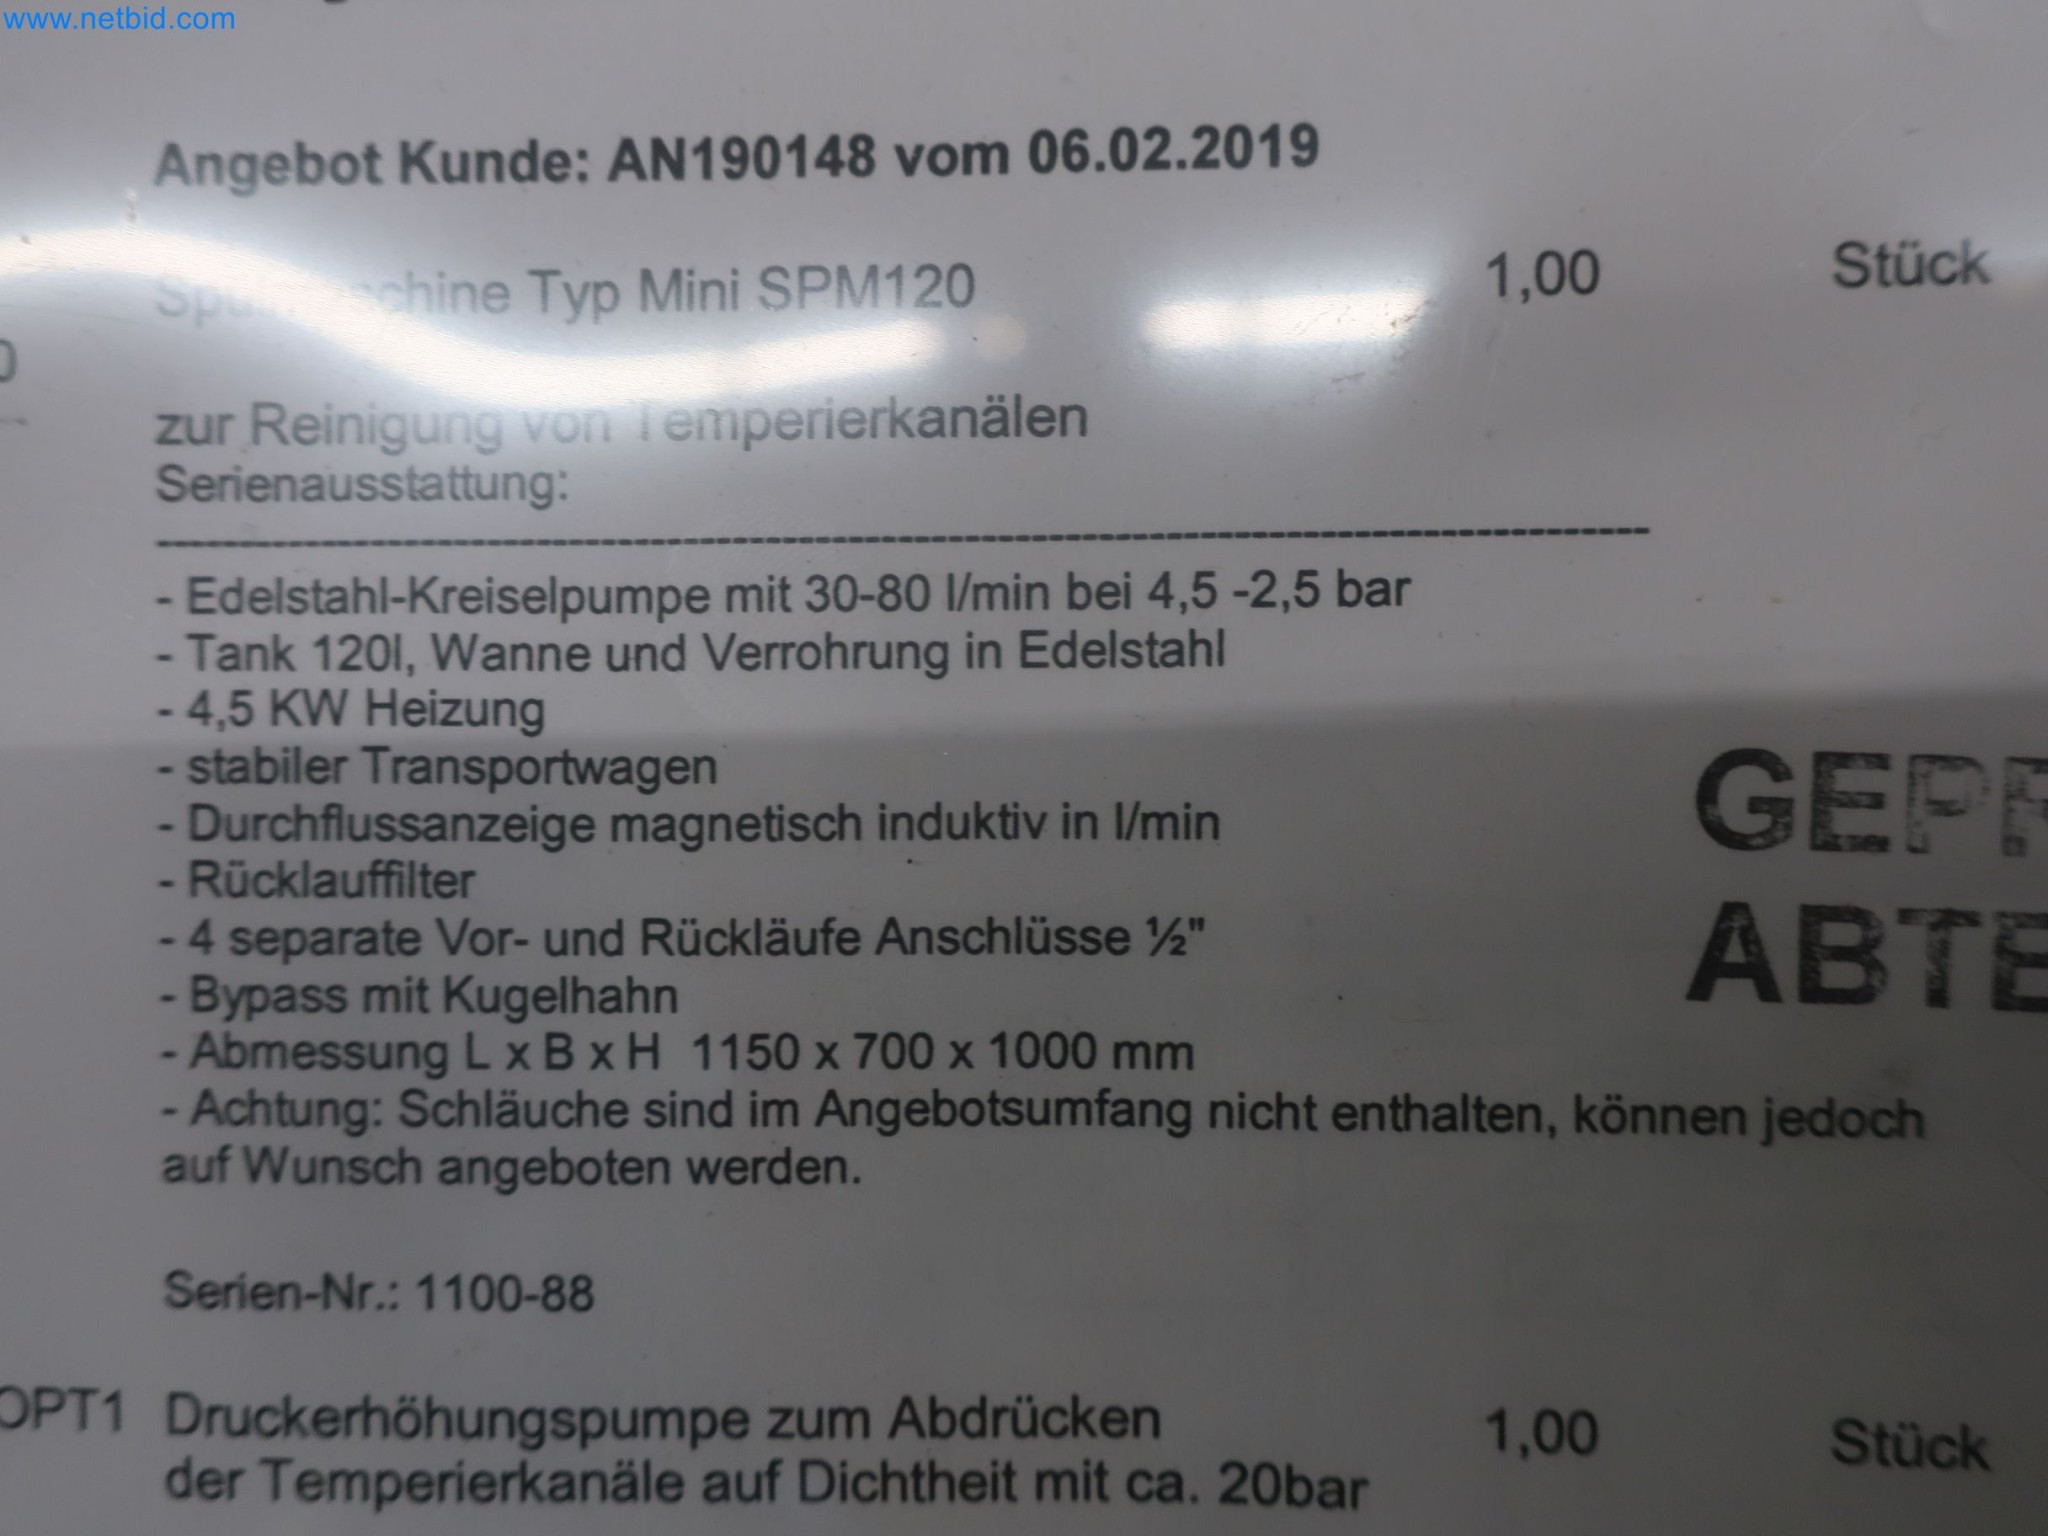 www.netbid.com
Angebot Kunde: AN190148 vom 06.02.2019
Typ Mini SPM120 1,00 Stück
zur Reinigung von Temperierkanälen
Serienausstattung:
- Edelstahl-Kreiselpumpe mit 30-80 l/min bei 4,5 -2,5 bar
- Tank 120l, Wanne und Verrohrung in Edelstahl
- 4,5 KW Heizung
- stabiler Transportwagen
- Durchflussanzeige magnetisch induktiv in l/min
- Rücklauffilter
- 4 separate Vor- und Rückläufe Anschlüsse ½"
- Bypass mit Kugelhahn
- Abmessung L x B x H 1150 x 700 x 1000 mm
- Achtung: Schläuche sind im Angebotsumfang nicht enthalten, können jedoch
auf Wunsch angeboten werden.
GEPR
ABTE
Serien-Nr.: 1100-88
OPT1 Druckerhöhungspumpe zum Abdrücken 1,00 Stück
der Temperierkanäle auf Dichtheit mit ca. 20bar